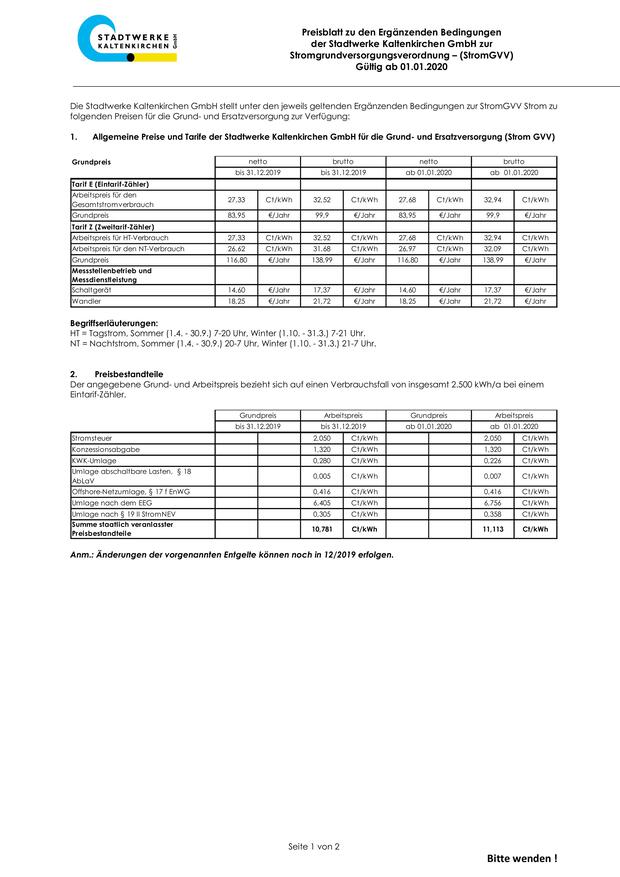 STADTWERKE
KALTENKIRCHEN
GmbH
Preisblatt zu den Ergänzenden Bedingungen
der Stadtwerke Kaltenkirchen GmbH zur
Stromgrundversorgungsverordnung – (StromGVV)
Gültig ab 01.01.2020
Die Stadtwerke Kaltenkirchen GmbH stellt unter den jeweils geltenden Ergänzenden Bedingungen zur StromGVV Strom zu
folgenden Preisen für die Grund- und Ersatzversorgung zur Verfügung:
1. Allgemeine Preise und Tarife der Stadtwerke Kaltenkirchen GmbH für die Grund- und Ersatzversorgung (Strom GVV)
Grundpreis netto brutto netto brutto
bis 31.12.2019 bis 31.12.2019 ab 01.01.2020 ab 01.01.2020
Tarif E (Eintarif-Zähler)
Arbeitspreis für den
Gesamtstromverbrauch 27,33 Ct/kWh 32,52 Ct/kWh 27,68 Ct/kWh 32,94 Ct/kWh
Grundpreis 83,95 €/Jahr 99,9 €/Jahr 83,95 €/Jahr 99,9 €/Jahr
Tarif Z (Zweitarif-Zähler)
Arbeitspreis für HT-Verbrauch 27,33 Ct/kWh 32,52 Ct/kWh 27,68 Ct/kWh 32,94 Ct/kWh
Arbeitspreis für den NT-Verbrauch 26,62 Ct/kWh 31,68 Ct/kWh 26,97 Ct/kWh 32,09 Ct/kWh
Grundpreis 116,80 €/Jahr 138,99 €/Jahr 116,80 €/Jahr 138,99 €/Jahr
Messstellenbetrieb und
Messdienstleistung
Schaltgerät 14,60 €/Jahr 17,37 €/Jahr 14,60 €/Jahr 17,37 €/Jahr
Wandler 18,25 €/Jahr 21,72 €/Jahr 18,25 €/Jahr 21,72 €/Jahr
Begriffserläuterungen:
HT = Tagstrom, Sommer (1.4. - 30.9.) 7-20 Uhr, Winter (1.10. - 31.3.) 7-21 Uhr.
NT = Nachtstrom, Sommer (1.4. - 30.9.) 20-7 Uhr, Winter (1.10. - 31.3.) 21-7 Uhr.
2. Preisbestandteile
Der angegebene Grund- und Arbeitspreis bezieht sich auf einen Verbrauchsfall von insgesamt 2.500 kWh/a bei einem
Eintarif-Zähler.
Grundpreis Arbeitspreis Grundpreis Arbeitspreis
bis 31.12.2019 bis 31.12.2019 ab 01.01.2020 ab 01.01.2020
Stromsteuer 2,050 Ct/kWh 2,050 Ct/kWh
Konzessionsabgabe 1,320 Ct/kWh 1,320 Ct/kWh
KWK-Umlage 0,280 Ct/kWh 0,226 Ct/kWh
Umlage abschaltbare Lasten, § 18
AbLaV 0,005 Ct/kWh 0,007 Ct/kWh
Offshore-Netzumlage, § 17 f EnWG 0,416 Ct/kWh 0,416 Ct/kWh
Umlage nach dem EEG 6,405 Ct/kWh 6,756 Ct/kWh
Umlage nach § 19 II StromNEV 0,305 Ct/kWh 0,358 Ct/kWh
Summe staatlich veranlasster
Preisbestandteile 10,781 Ct/kWh 11,113 Ct/kWh
Anm.: Änderungen der vorgenannten Entgelte können noch in 12/2019 erfolgen.
Seite 1 von 2
Bitte wenden !